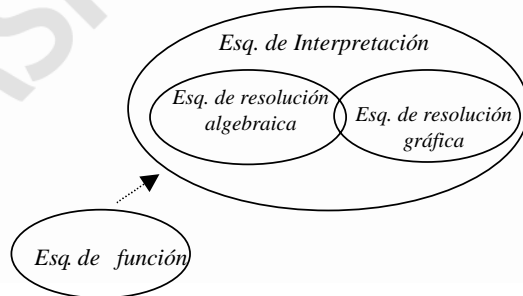 Esq. de Interpretación
Esq. de resolución
algebraica
Esq. de resolución
gráfica
Esq. de función